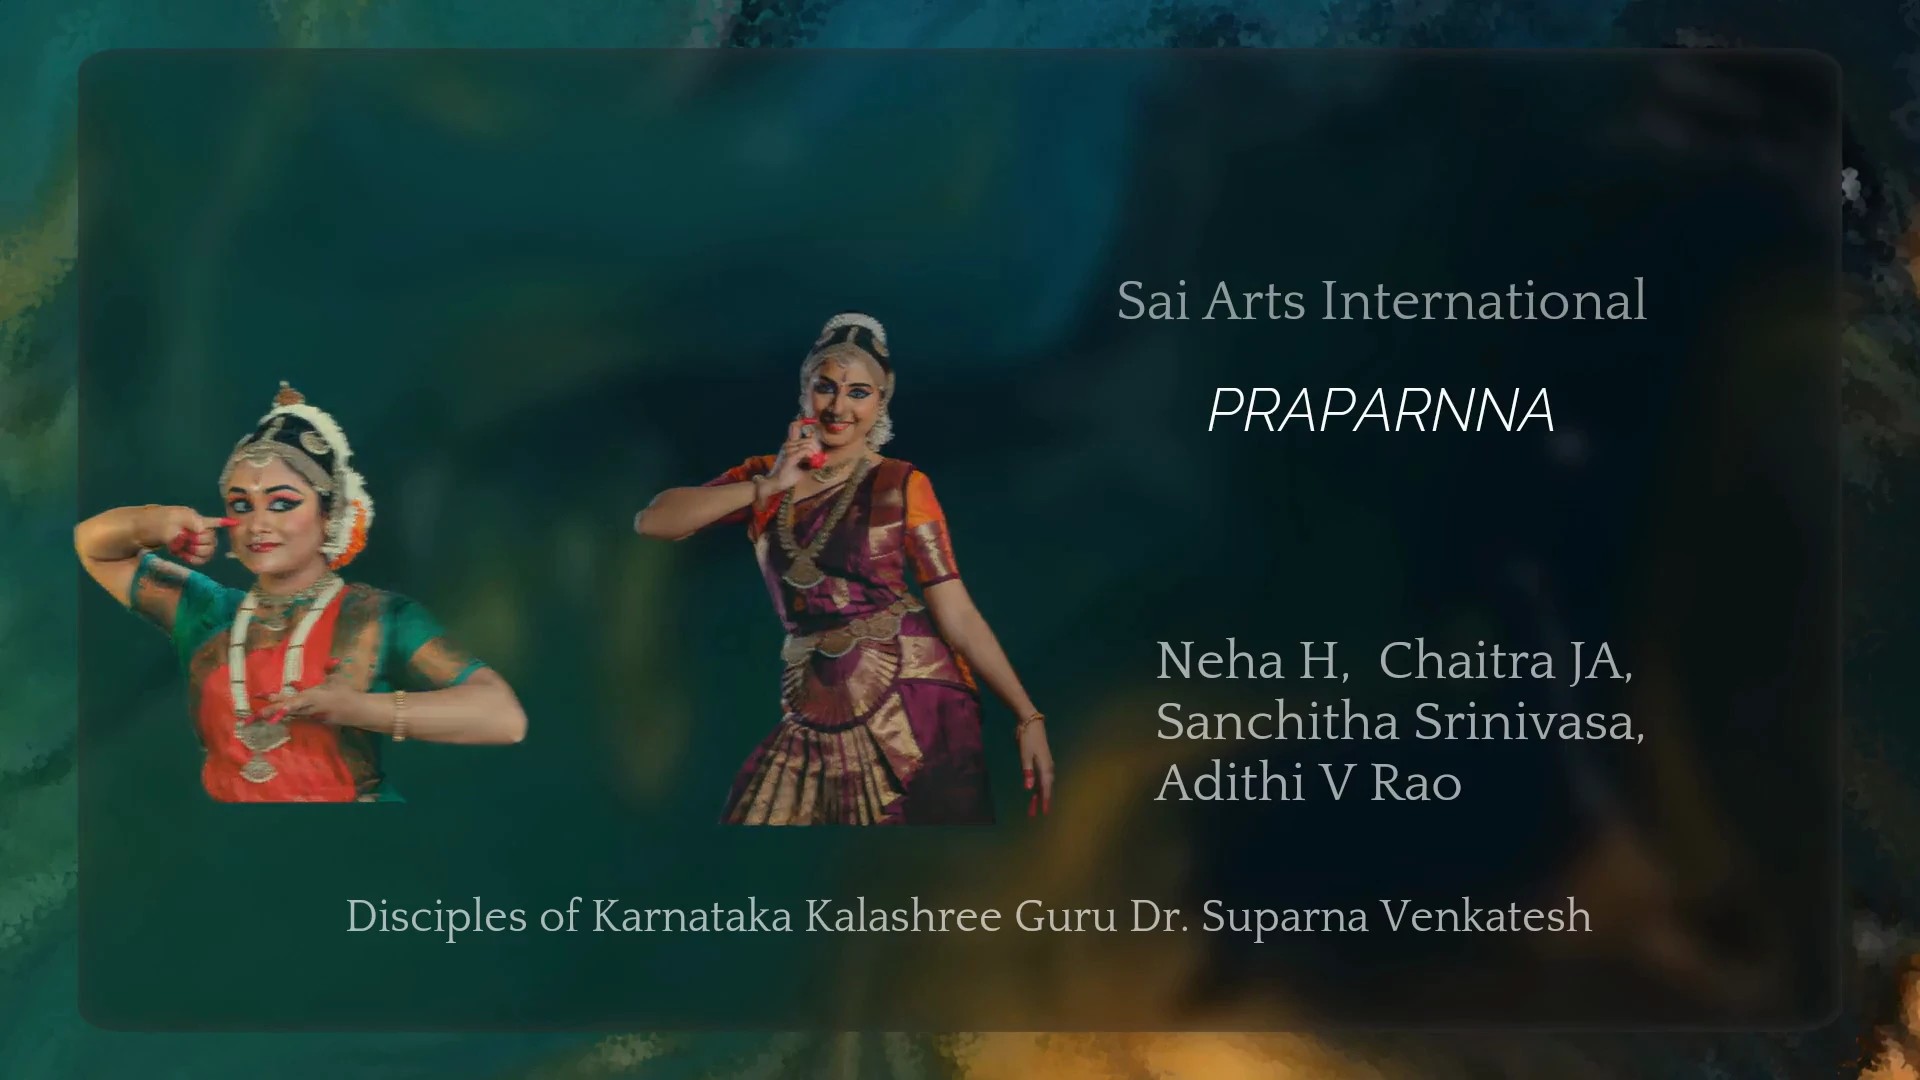 Sai Arts International
PRAPARNNA
Neha H,  Chaitra JA,
Sanchitha Srinivasa,
Adithi V Rao
Disciples of Karnataka Kalashree Guru Dr. Suparna Venkatesh